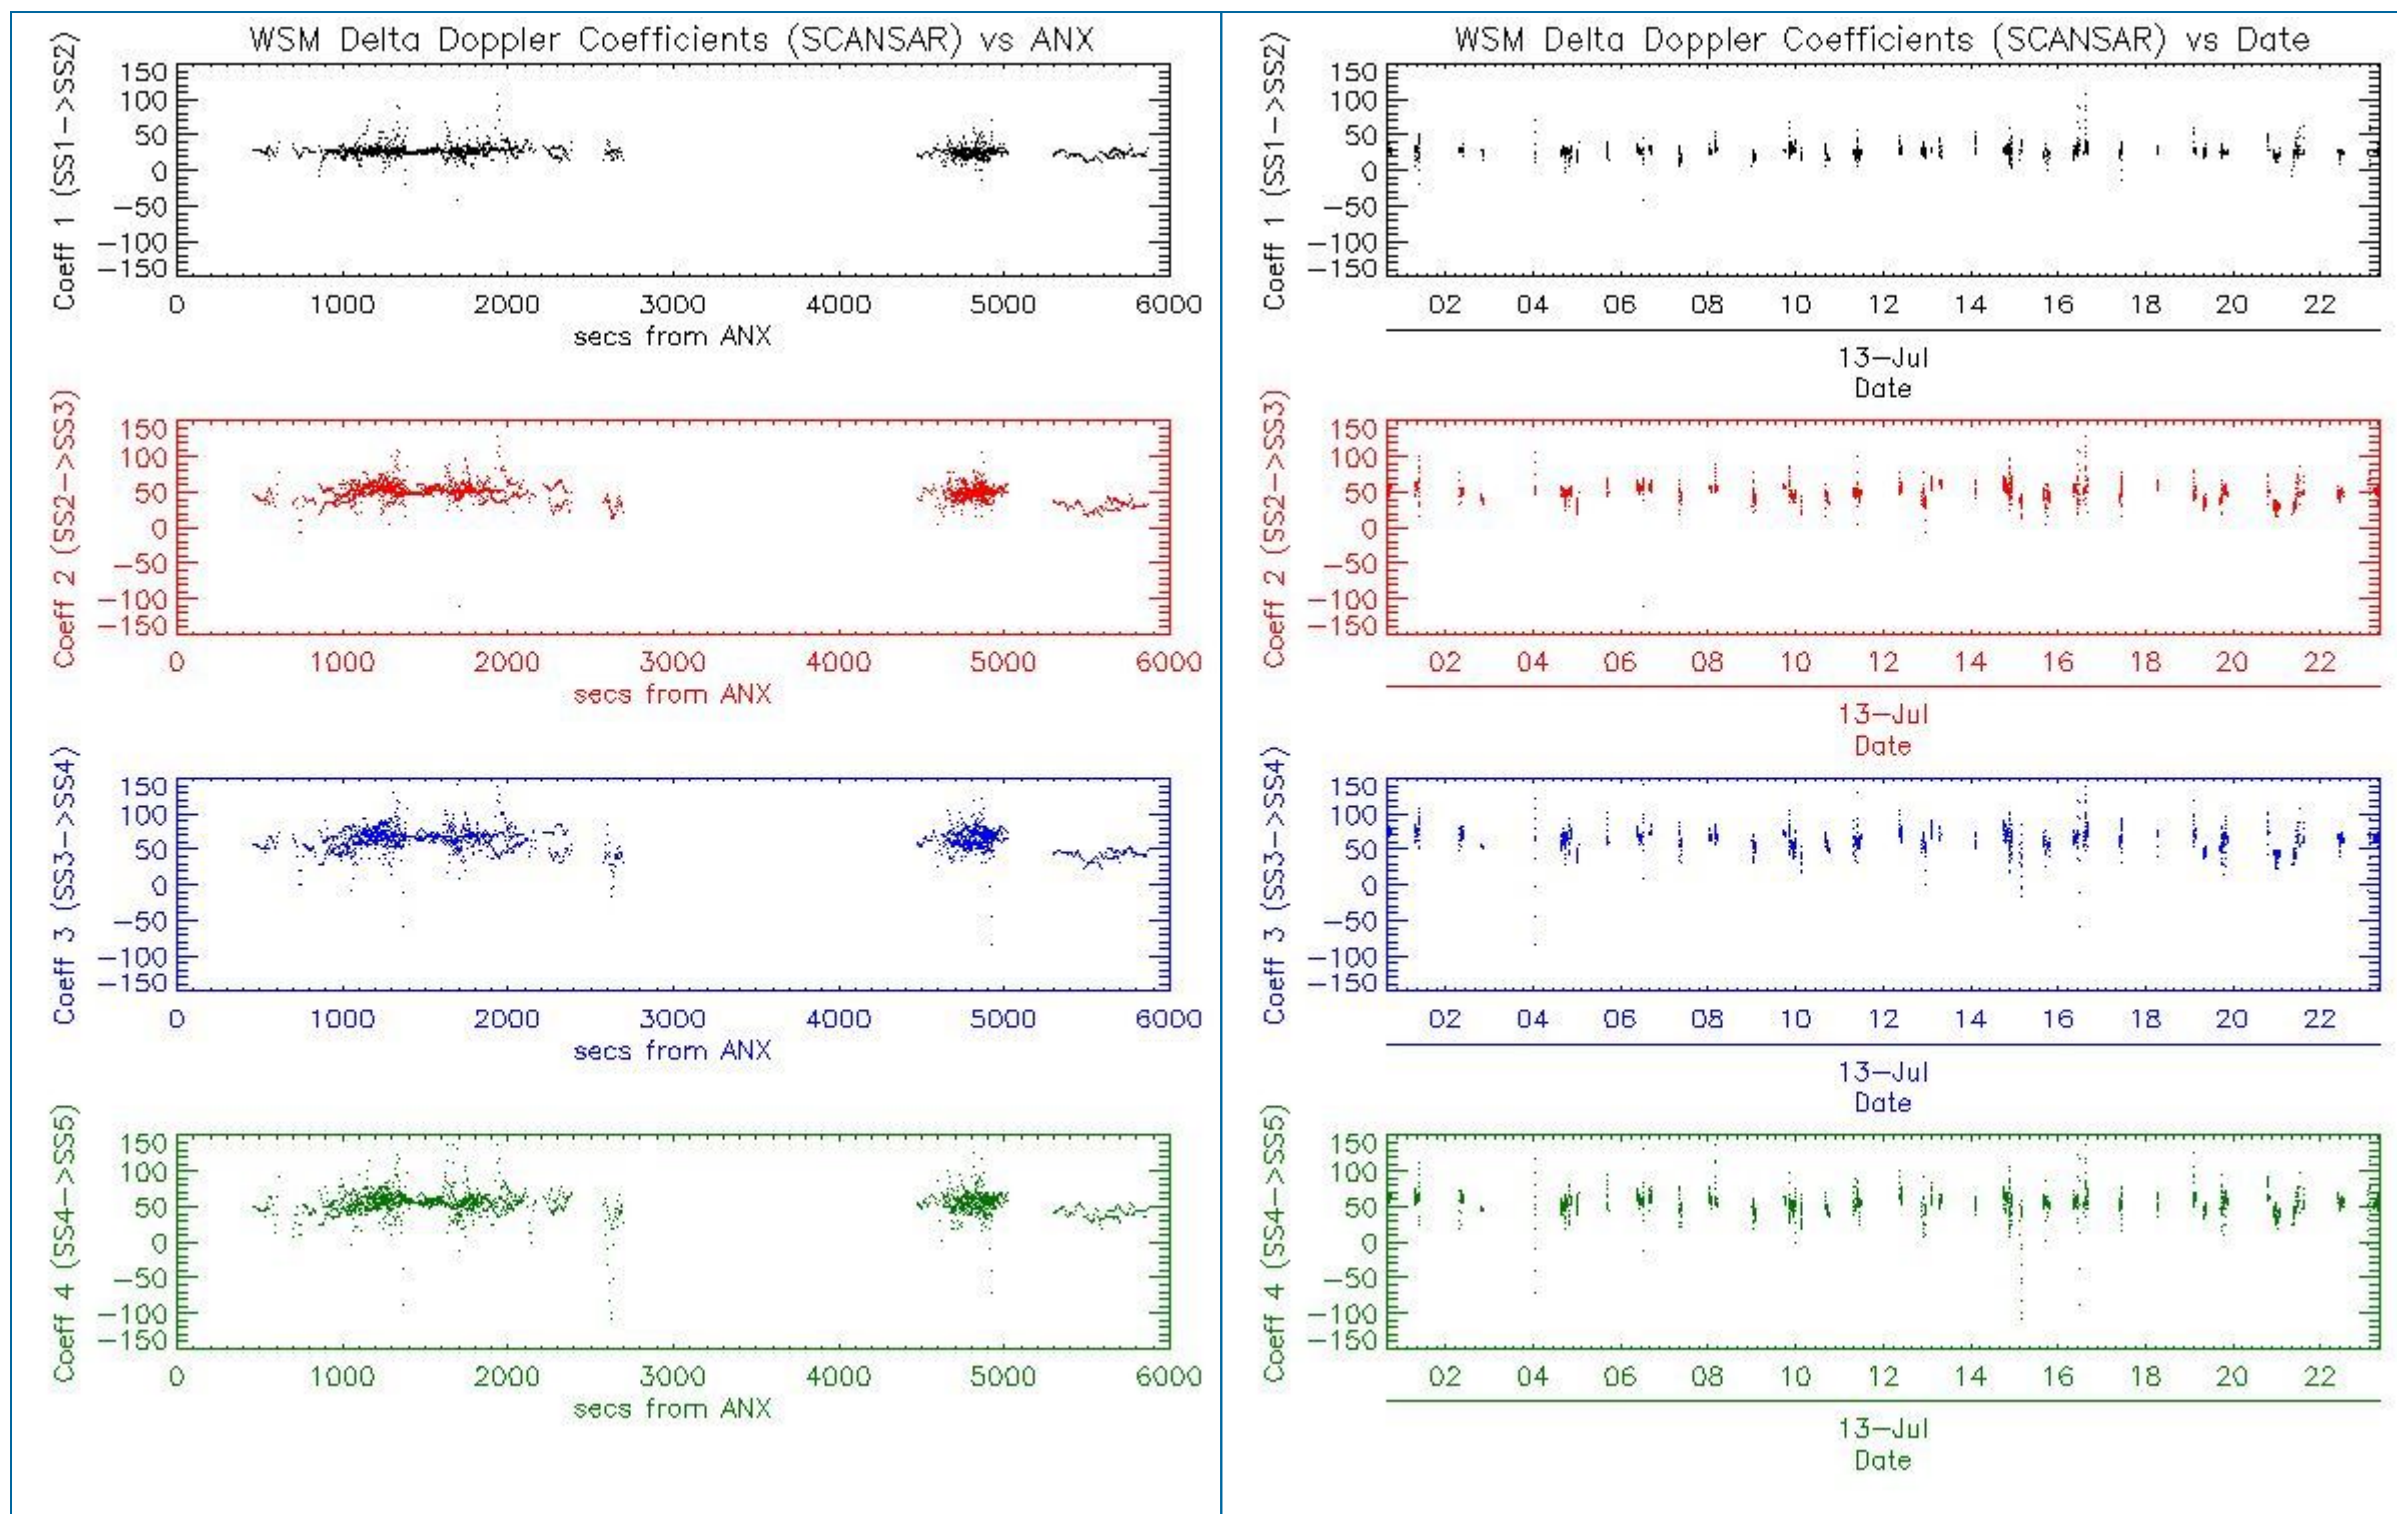 WSM Delta Doppler Coefficients (SCANSAR) vs ANX
Coeff 1 (SS1->SS2)
150
100
50
0
-50
-100
-150
0 1000 2000 3000 4000 5000 6000
secs from ANX
Coeff 2 (SS2->SS3)
150
100
50
0
-50
-100
-150
0 1000 2000 3000 4000 5000 6000
secs from ANX
Coeff 3 (SS3->SS4)
150
100
50
0
-50
-100
-150
0 1000 2000 3000 4000 5000 6000
secs from ANX
Coeff 4 (SS4->SS5)
150
100
50
0
-50
-100
-150
0 1000 2000 3000 4000 5000 6000
secs from ANX
WSM Delta Doppler Coefficients (SCANSAR) vs Date
Coeff 1 (SS1->SS2)
150
100
50
0
-50
-100
-150
02 04 06 08 10 12 14 16 18 20 22
13-Jul
Date
Coeff 2 (SS2->SS3)
150
100
50
0
-50
-100
-150
02 04 06 08 10 12 14 16 18 20 22
13-Jul
Date
Coeff 3 (SS3->SS4)
150
100
50
0
-50
-100
-150
02 04 06 08 10 12 14 16 18 20 22
13-Jul
Date
Coeff 4 (SS4->SS5)
150
100
50
0
-50
-100
-150
02 04 06 08 10 12 14 16 18 20 22
13-Jul
Date